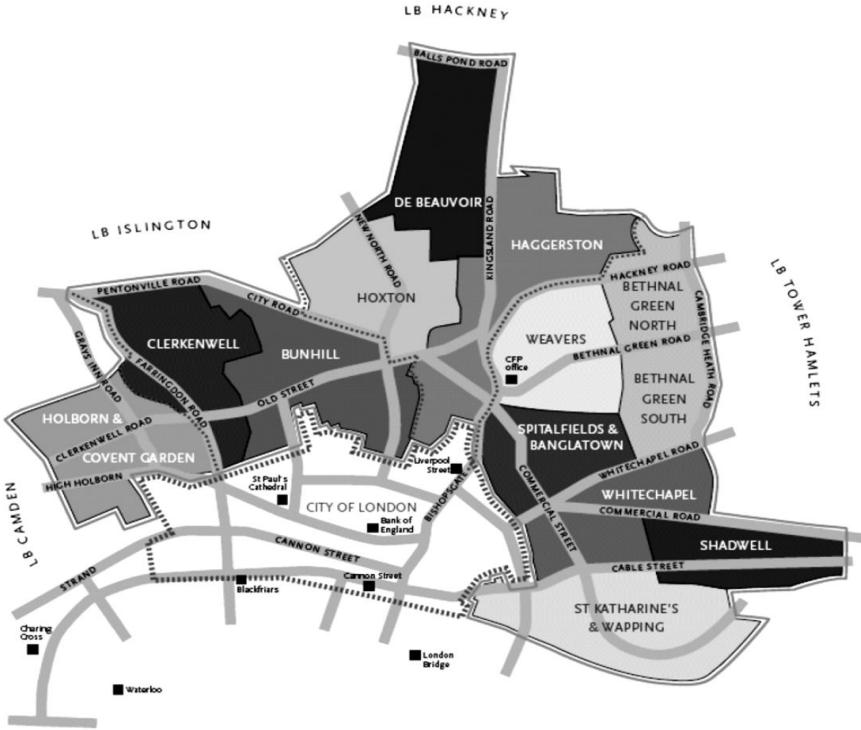 LB HACKNEY
BALLS POND ROAD
DE BEAUVOIR
KINGSLAND ROAD
LB ISLINGTON
NEW NORTH ROAD
HAGGERSTON
HACKNEY ROAD
LB TOWER HAMLETS
PENTONVILLE ROAD
CITY ROAD
HOXTON
BETHNAL
GREEN
NORTH
CAMBRIDGE HEATH ROAD
CLERKENWELL
BUNHILL
WEAVERS
BETHNAL GREEN ROAD
GRAYS INN ROAD
FARRINGDON ROAD
CFP
office
OLD STREET
BETHNAL
GREEN
SOUTH
HOLBORN &
COVENT GARDEN
CLERKENWELL ROAD
HIGH HOLBORN
SPITALFIELDS &
BANGLATOWN
WHITECHAPEL ROAD
Liverpool
Street
BISHOPSGATE
COMMERCIAL STREET
St Paul's
Cathedral
CITY OF LONDON
Bank of
England
WHITECHAPEL
COMMERCIAL ROAD
LB CAMDEN
CANNON STREET
SHADWELL
CABLE STREET
STRAND
Blackfriars
Cannon Street
ST KATHARINE'S
& WAPPING
Charing
Cross
London
Bridge
Waterloo